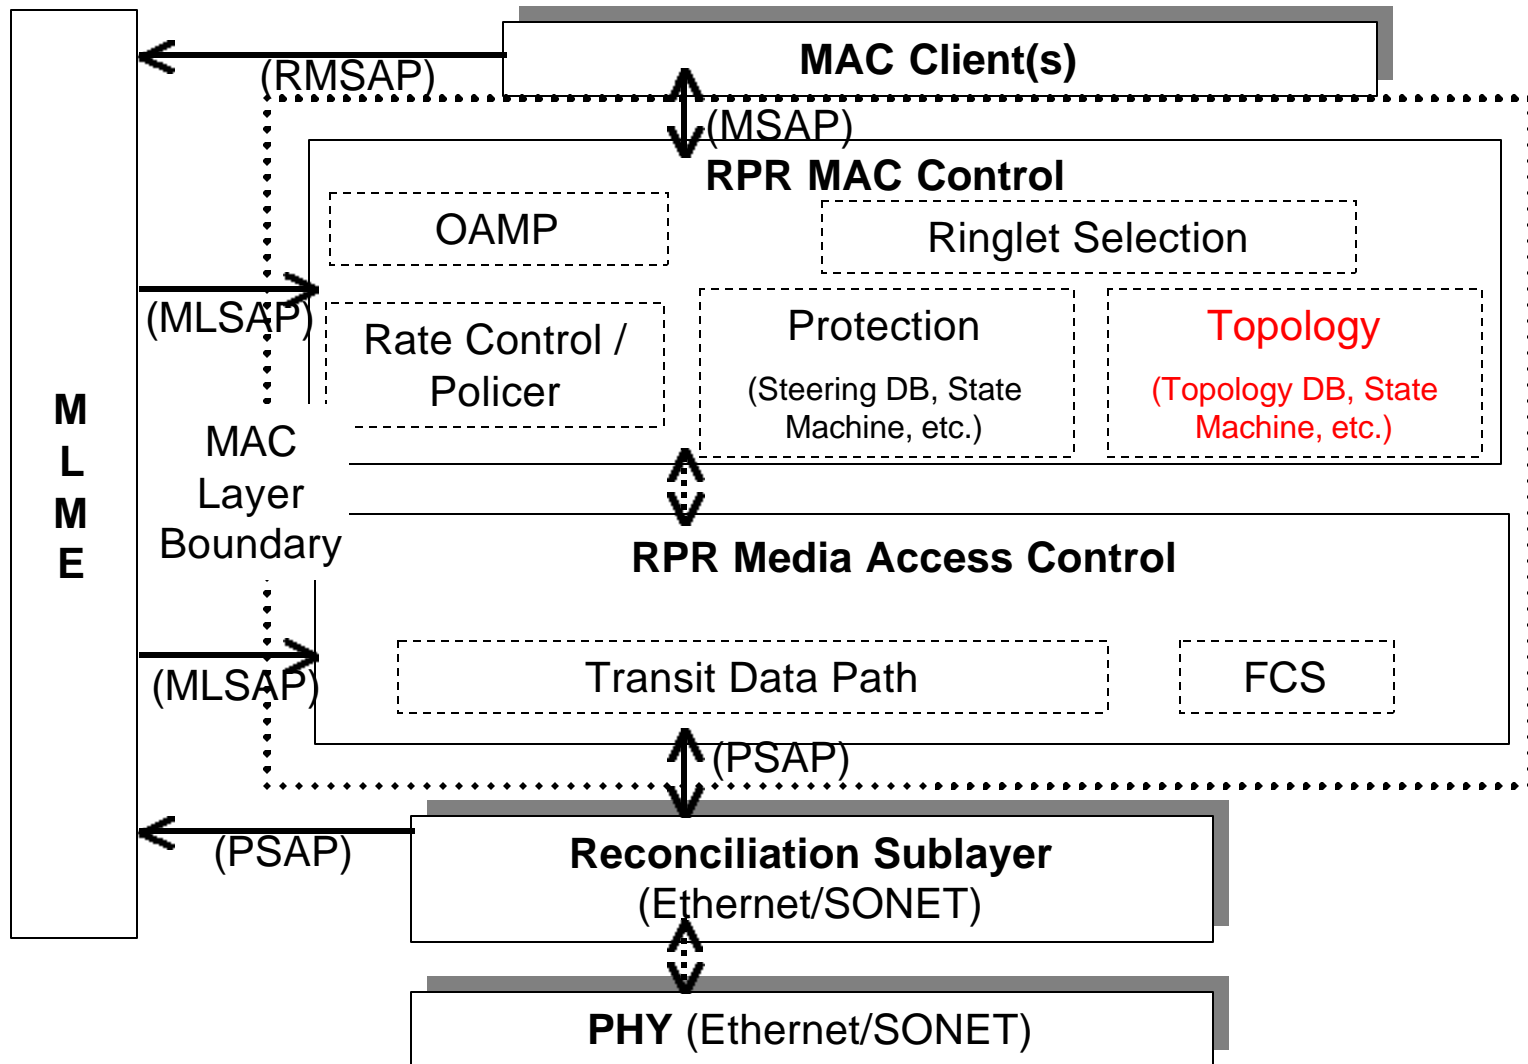 MAC Client(s)
(RMSAP)
(MSAP)
RPR MAC Control
OAMP
Ringlet Selection
(MLSAP)
Rate Control /
Policer
Protection
(Steering DB, State
Machine, etc.)
Topology
(Topology DB, State
Machine, etc.)
M
L
M
E
MAC
Layer
Boundary
RPR Media Access Control
(MLSAP)
Transit Data Path
FCS
(PSAP)
(PSAP)
Reconciliation Sublayer
(Ethernet/SONET)
PHY (Ethernet/SONET)